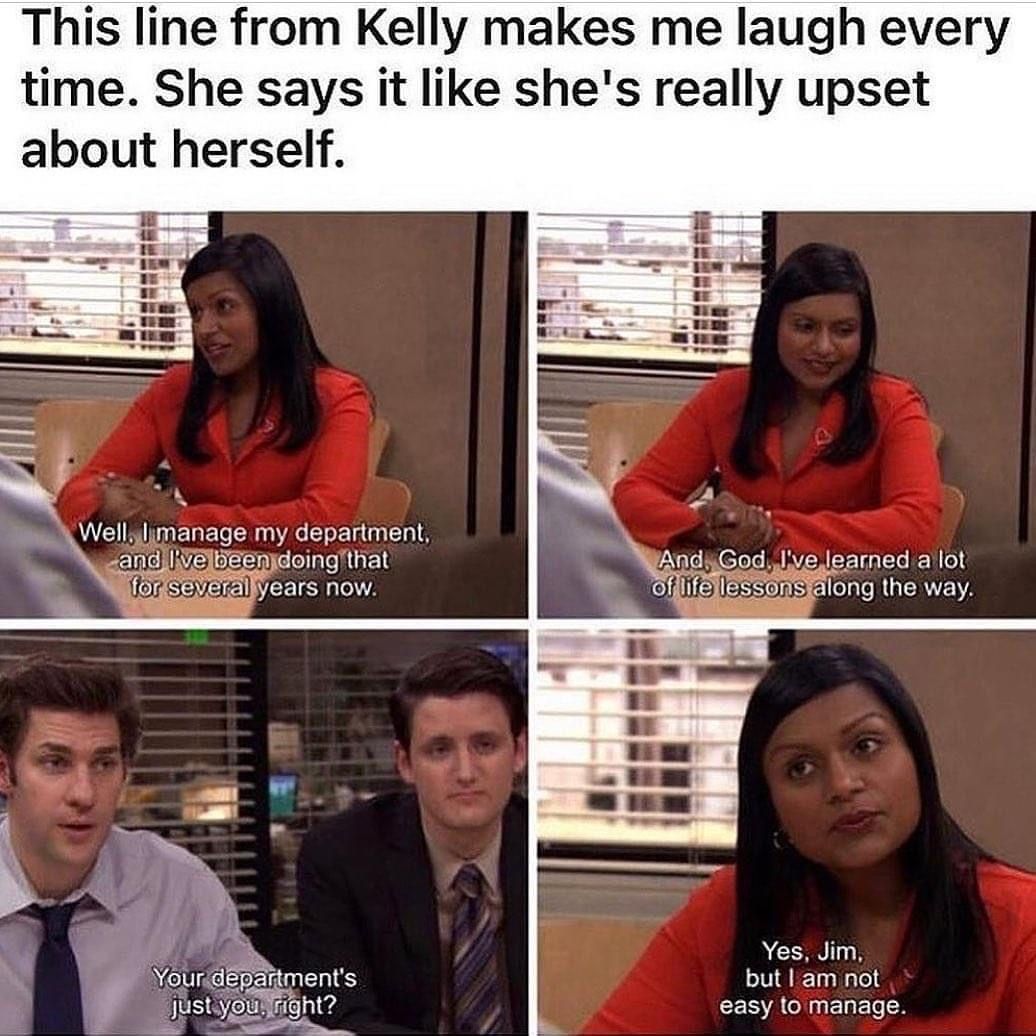 This line from Kelly makes me laugh every
time. She says it like she's really upset
about herself.
Well, I manage my department,
and I've been doing that
for several years now.
And, God, I've learned a lot
of life lessons along the way.
Your department's
just you, right?
Yes, Jim,
but I am not
easy to manage.